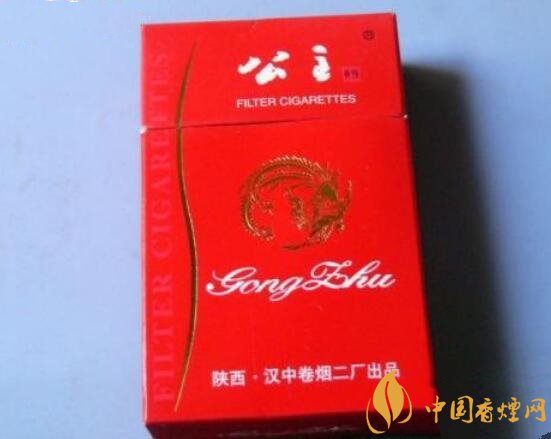 公主
®
FILTER CIGARETTES
FILTER CIGARETTES
GongZhu
陕西·汉中卷烟二厂出品
中国香烟网